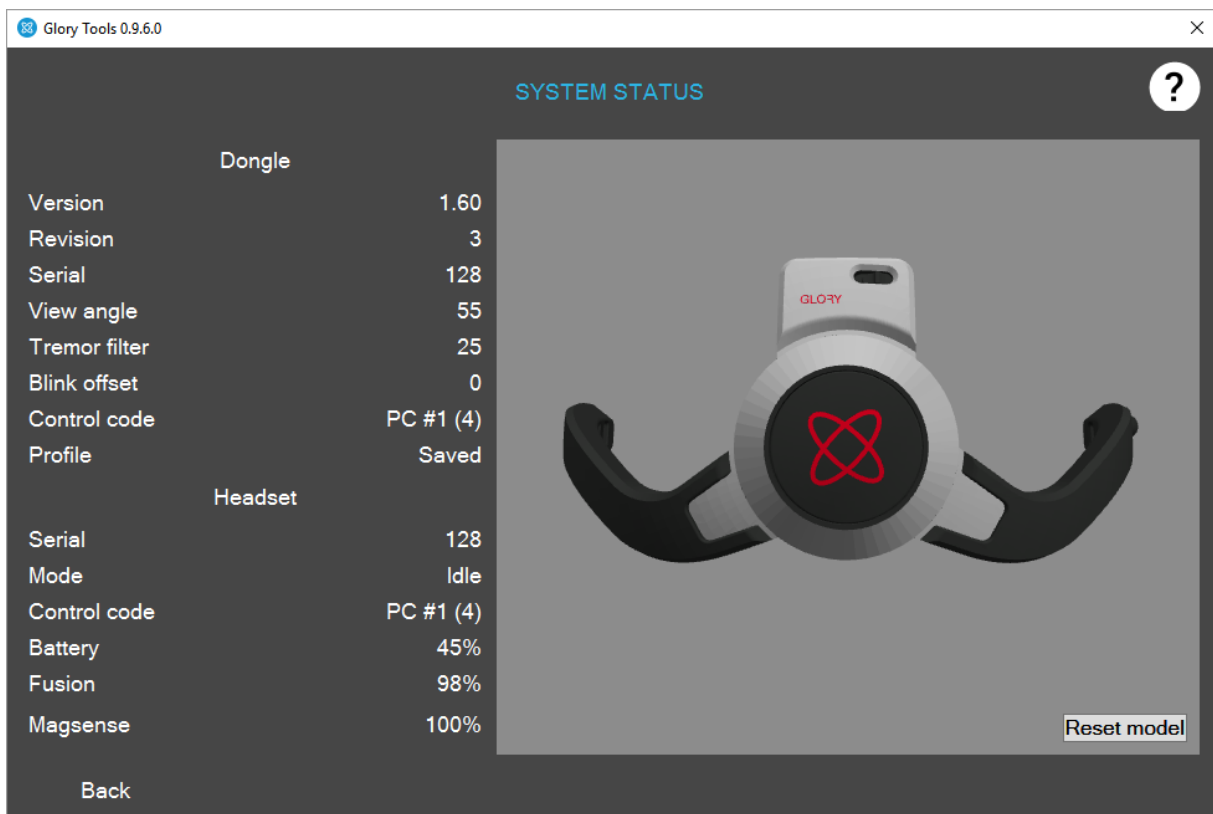 Glory Tools 0.9.6.0
SYSTEM STATUS
?
Dongle
Version 1.60
Revision 3
Serial 128
View angle 55
Tremor filter 25
Blink offset 0
Control code PC #1 (4)
Profile Saved
Headset
Serial 128
Mode Idle
Control code PC #1 (4)
Battery 45%
Fusion 98%
Magsense 100%
GLORY
Reset model
Back